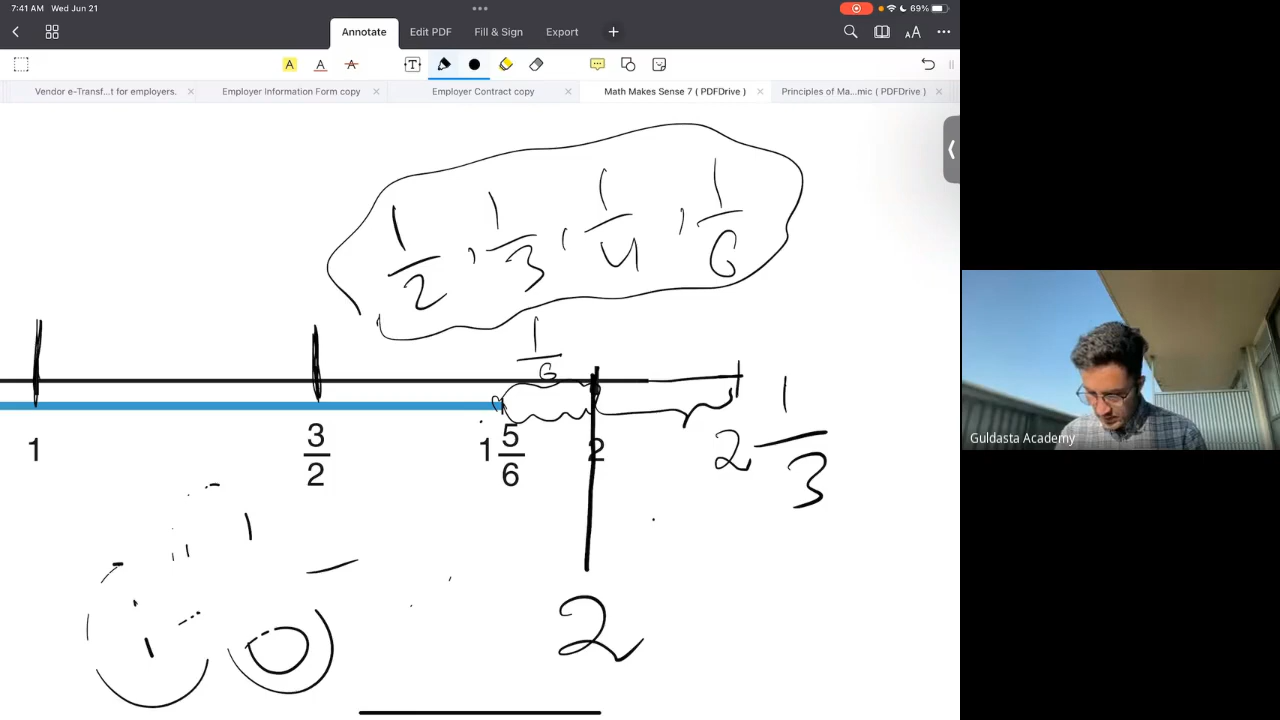 7:41 AM Wed Jun 21
69%
Annotate Edit PDF Fill & Sign Export
Vendor e-Transf...t for employers. Employer Information Form copy Employer Contract copy Math Makes Sense 7 ( PDFDrive ) Principles of Ma...mic ( PDFDrive )
1/2 , 1/3 , 1/4 , 1/6
1/6
1 3/2 1 5/6 2 2 1/3
2
Guldasta Academy